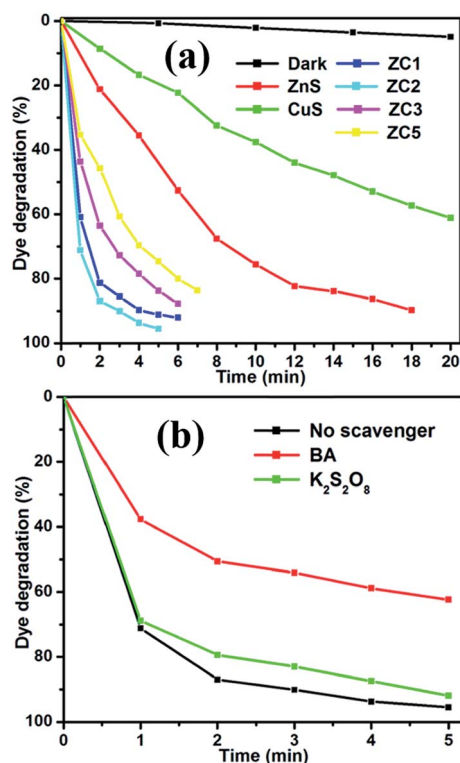 (a)
Dark
ZnS
CuS
ZC1
ZC2
ZC3
ZC5
Dye degradation (%)
0
20
40
60
80
100
0 2 4 6 8 10 12 14 16 18 20
Time (min)
(b)
No scavenger
BA
K₂S₂O₈
Dye degradation (%)
0
20
40
60
80
100
0 1 2 3 4 5
Time (min)